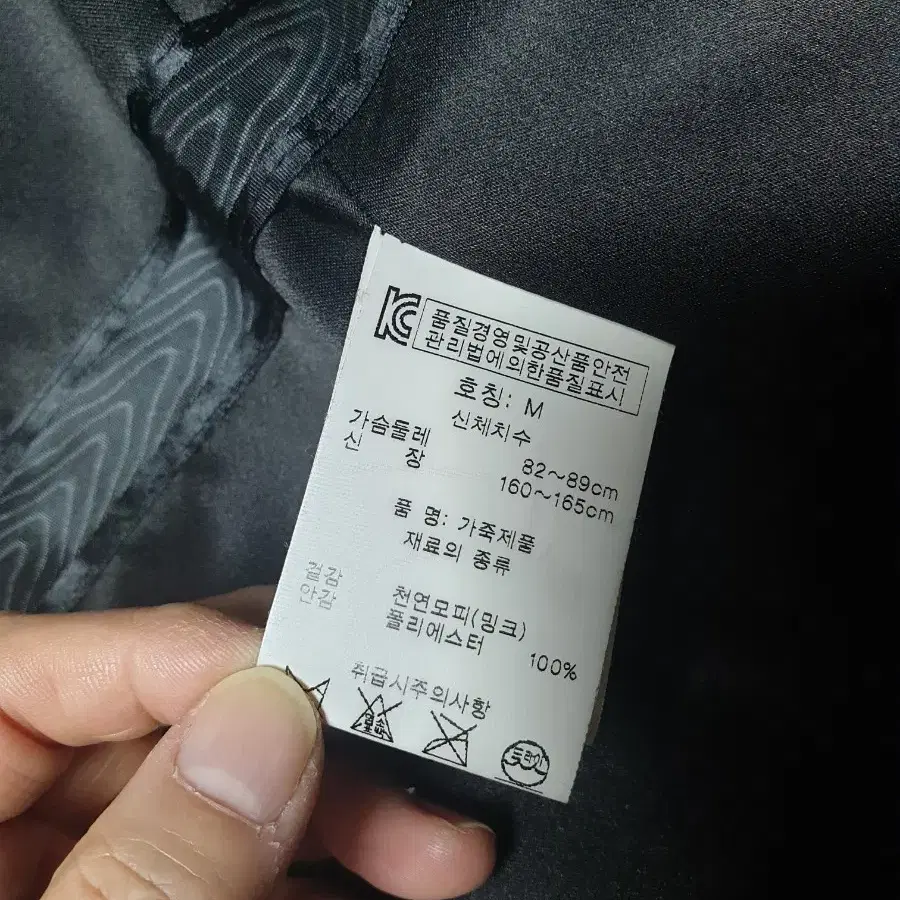 KC
품질경영및공산품안전
관리법에의한품질표시
호칭: M
신체치수
가슴둘레 82~89cm
신 장 160~165cm
품 명: 가죽제품
재료의 종류
겉감 천연모피(밍크)
안감 폴리에스터 100%
취급시주의사항
드라이